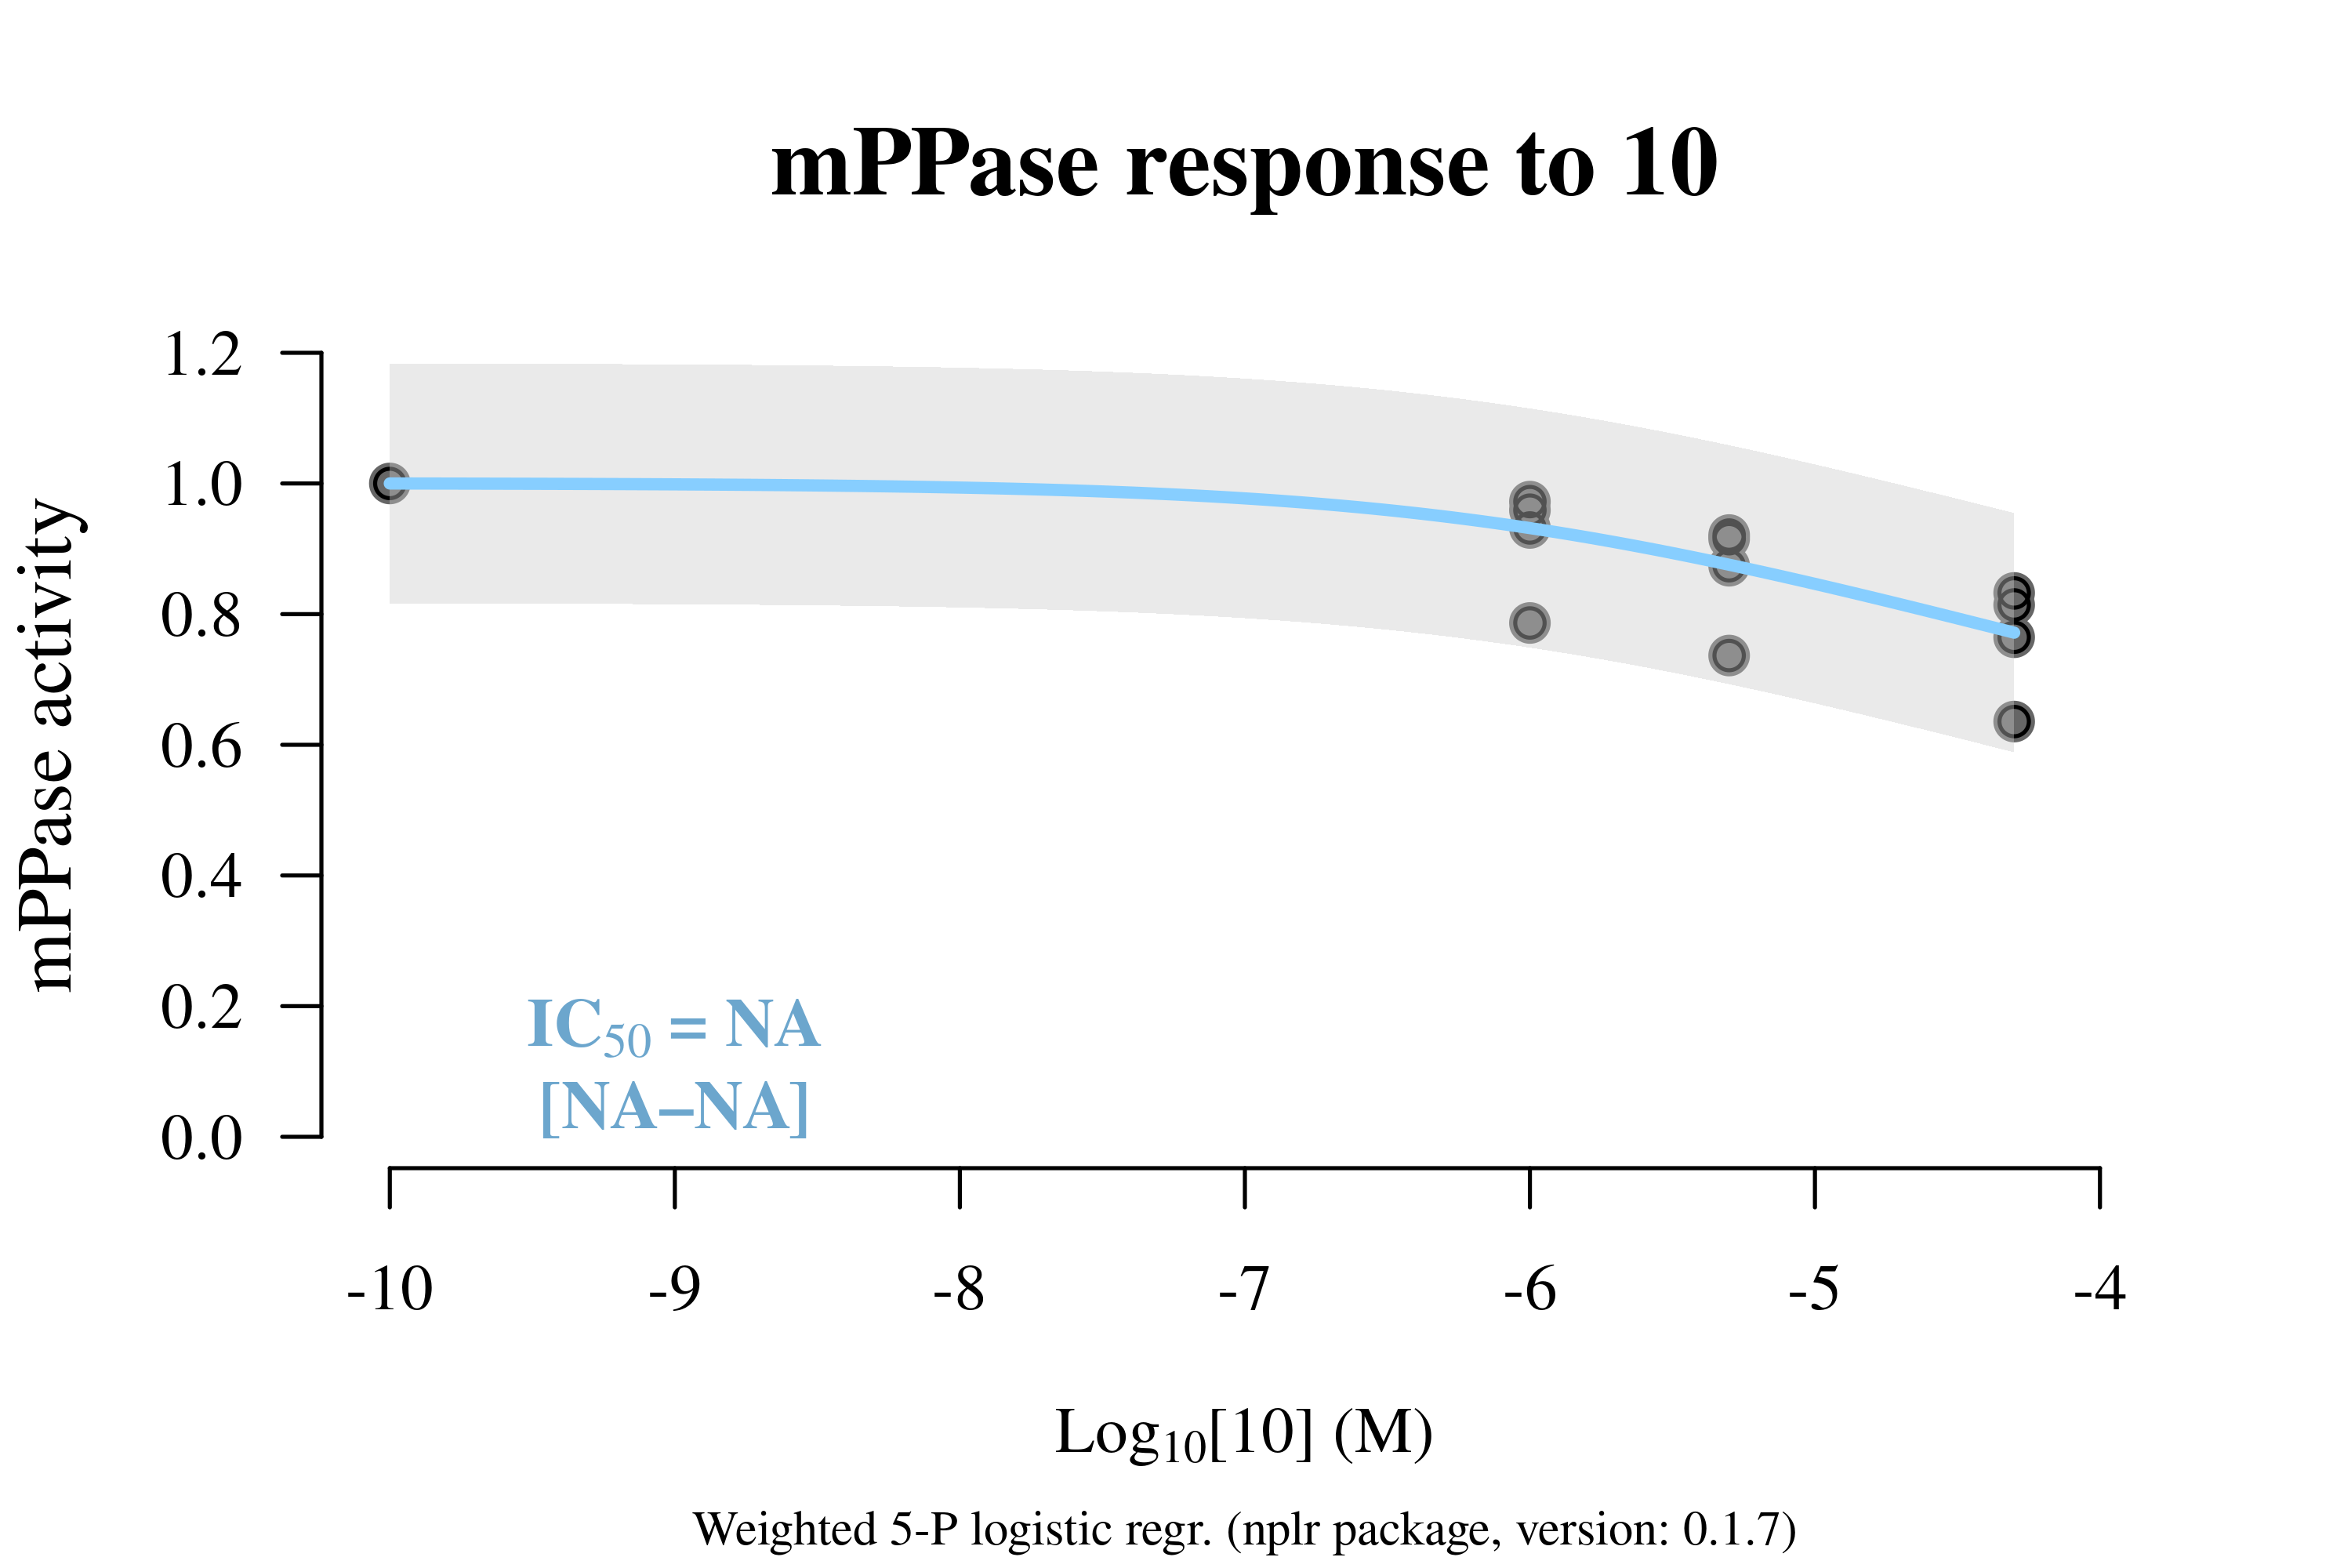 mPPase response to 10
mPPase activity
1.2
1.0
0.8
0.6
0.4
0.2
0.0
IC50 = NA
[NA–NA]
-10 -9 -8 -7 -6 -5 -4
Log10[10] (M)
Weighted 5-P logistic regr. (nplr package, version: 0.1.7)